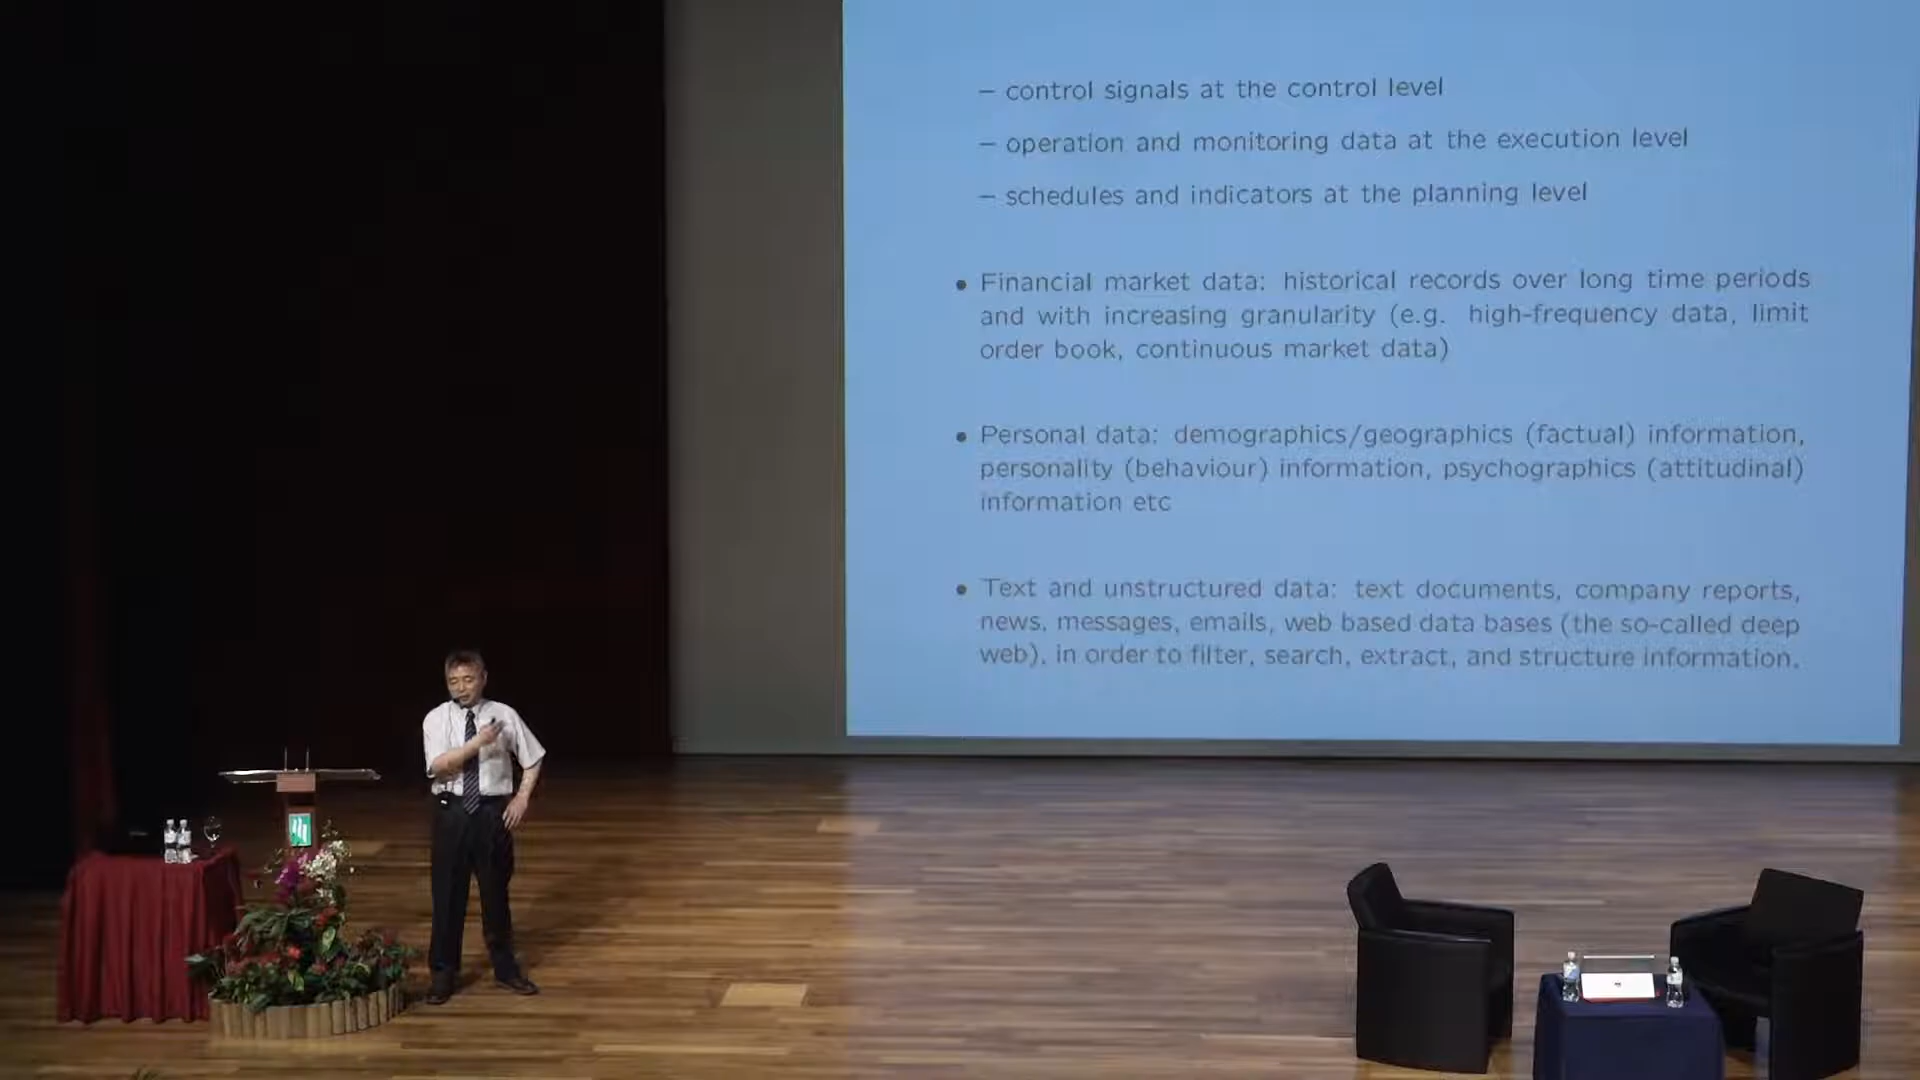 – control signals at the control level
– operation and monitoring data at the execution level
– schedules and indicators at the planning level
• Financial market data: historical records over long time periods
and with increasing granularity (e.g. high-frequency data, limit
order book, continuous market data)
• Personal data: demographics/geographics (factual) information,
personality (behaviour) information, psychographics (attitudinal)
information etc
• Text and unstructured data: text documents, company reports,
news, messages, emails, web based data bases (the so-called deep
web), in order to filter, search, extract, and structure information.